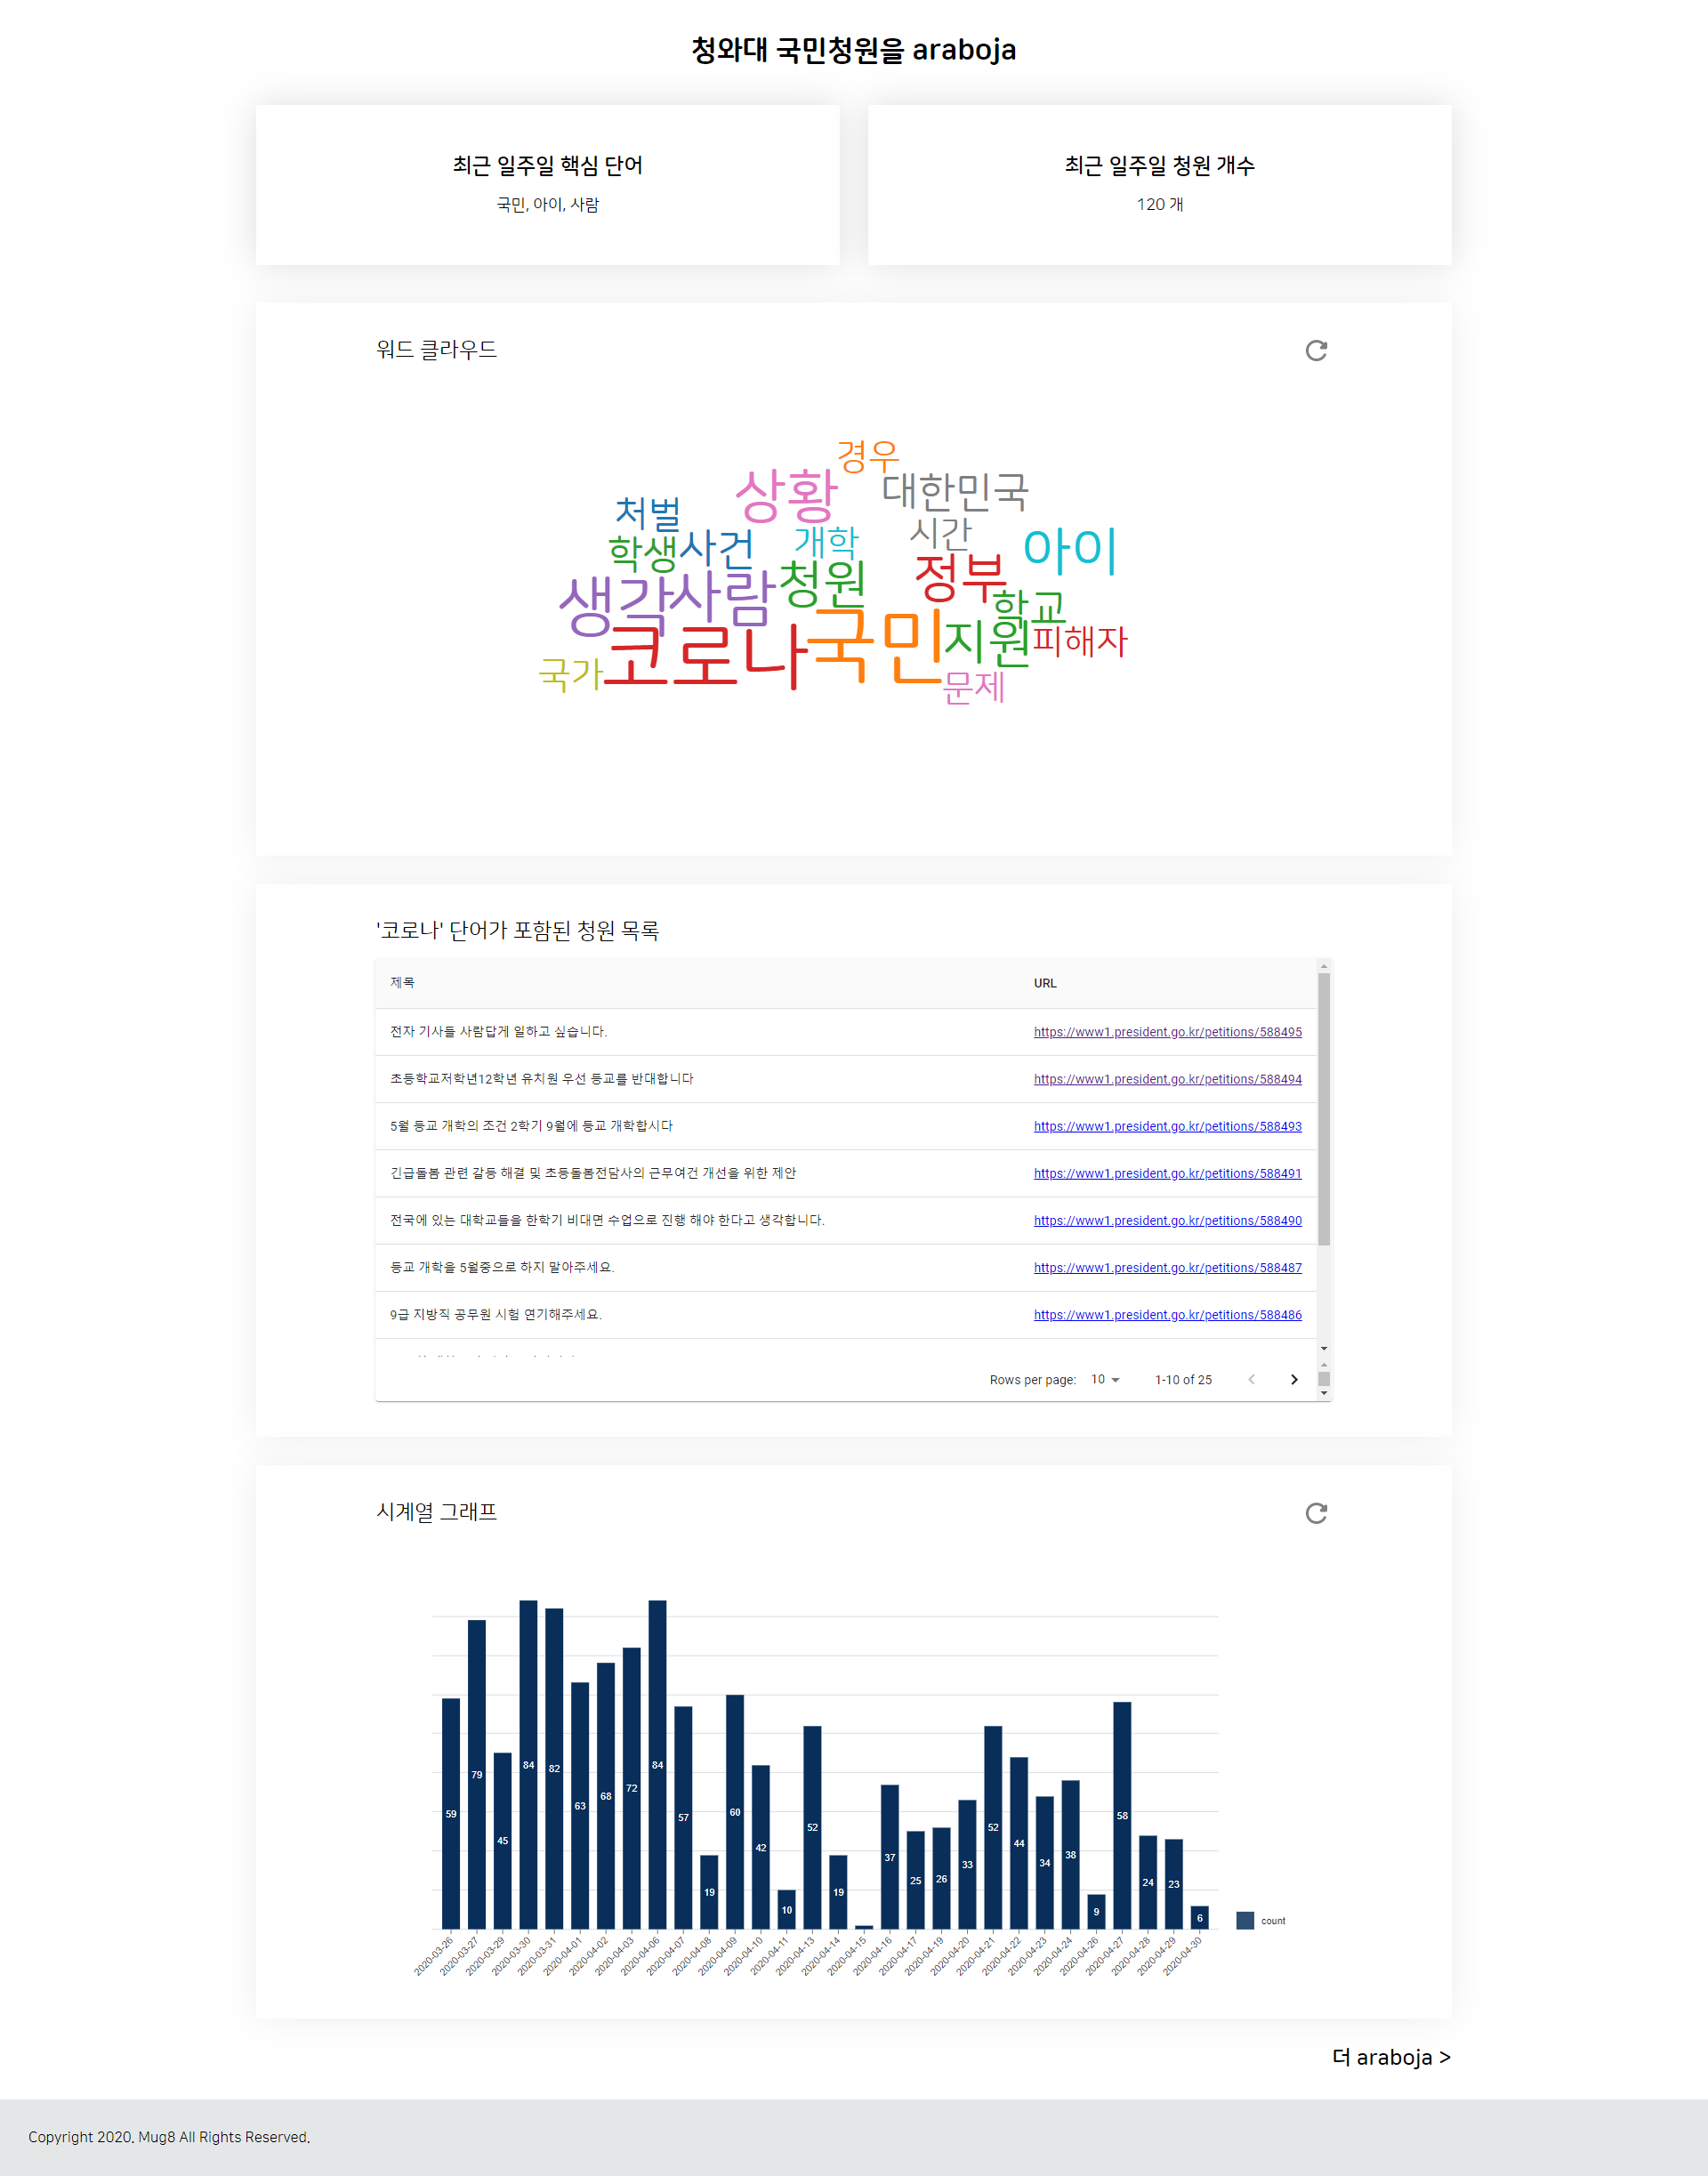 청와대 국민청원을 araboja
최근 일주일 핵심 단어
국민, 아이, 사람
최근 일주일 청원 개수
120 개
워드 클라우드
경우
상황
대한민국
처벌
시간
학생
사건
개학
아이
생각
사람
청원
정부
학교
코로나
국민
지원
피해자
국가
문제
'코로나' 단어가 포함된 청원 목록
제목 URL
전자 기사들 사람답게 일하고 싶습니다. https://www1.president.go.kr/petitions/588495
초등학교저학년12학년 유치원 우선 등교를 반대합니다 https://www1.president.go.kr/petitions/588494
5월 등교 개학의 조건 2학기 9월에 등교 개학합시다 https://www1.president.go.kr/petitions/588493
긴급돌봄 관련 갈등 해결 및 초등돌봄전담사의 근무여건 개선을 위한 제안 https://www1.president.go.kr/petitions/588491
전국에 있는 대학교들을 한학기 비대면 수업으로 진행 해야 한다고 생각합니다. https://www1.president.go.kr/petitions/588490
등교 개학을 5월중으로 하지 말아주세요. https://www1.president.go.kr/petitions/588487
9급 지방직 공무원 시험 연기해주세요. https://www1.president.go.kr/petitions/588486
Rows per page: 10 1-10 of 25
시계열 그래프
59 79 45 84 82 63 68 72 84 57 19 60 42 10 52 19 37 25 26 33 52 44 34 38 9 58 24 23 6
count
2020-03-26 2020-03-27 2020-03-29 2020-03-30 2020-03-31 2020-04-01 2020-04-02 2020-04-03 2020-04-06 2020-04-07 2020-04-08 2020-04-09 2020-04-10 2020-04-11 2020-04-13 2020-04-14 2020-04-15 2020-04-16 2020-04-17 2020-04-19 2020-04-20 2020-04-21 2020-04-22 2020-04-23 2020-04-24 2020-04-26 2020-04-27 2020-04-28 2020-04-29 2020-04-30
더 araboja >
Copyright 2020. Mug8 All Rights Reserved.